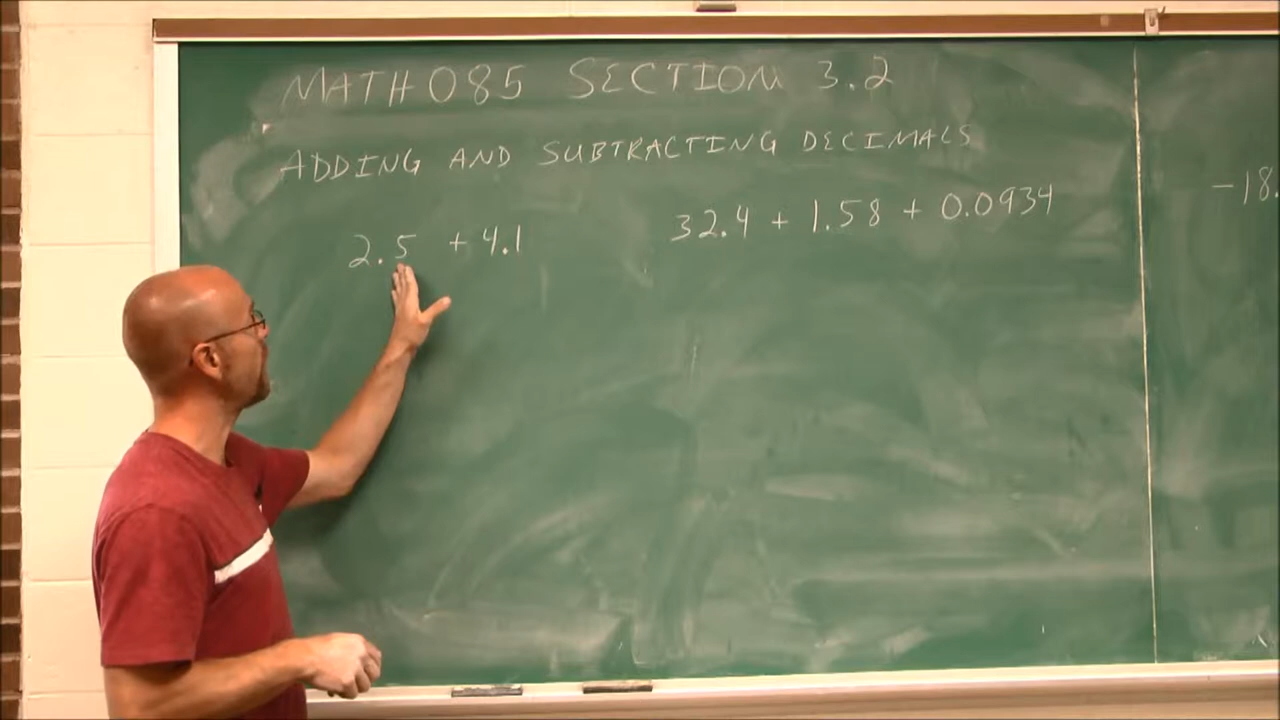 MATH 085 SECTION 3.2
ADDING AND SUBTRACTING DECIMALS
2.5 + 4.1
32.4 + 1.58 + 0.0934
-18.